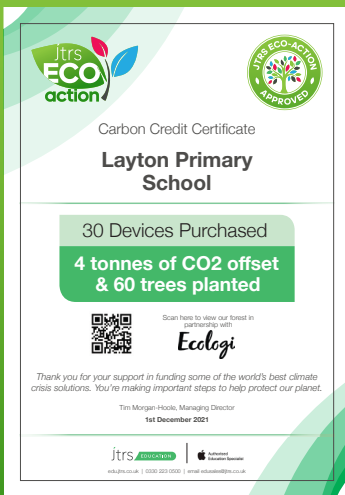 jtrs
ECO
action
JTRS ECO-ACTION
APPROVED
Carbon Credit Certificate
Layton Primary
School
30 Devices Purchased
4 tonnes of CO2 offset
& 60 trees planted
Scan here to view our forest in
partnership with
Ecologi
Thank you for your support in funding some of the world's best climate
crisis solutions. You're making important steps to help protect our planet.
Tim Morgan-Hoole, Managing Director
1st December 2021
jtrs EDUCATION
Authorised
Education Specialist
edu.jtrs.co.uk | 0330 223 0500 | email edusales@jtrs.co.uk